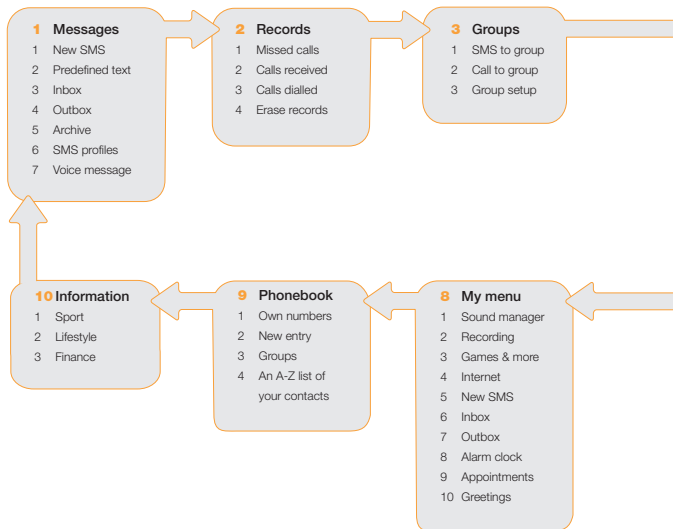 1 Messages
1 New SMS
2 Predefined text
3 Inbox
4 Outbox
5 Archive
6 SMS profiles
7 Voice message
2 Records
1 Missed calls
2 Calls received
3 Calls dialled
4 Erase records
3 Groups
1 SMS to group
2 Call to group
3 Group setup
10 Information
1 Sport
2 Lifestyle
3 Finance
9 Phonebook
1 Own numbers
2 New entry
3 Groups
4 An A-Z list of
your contacts
8 My menu
1 Sound manager
2 Recording
3 Games & more
4 Internet
5 New SMS
6 Inbox
7 Outbox
8 Alarm clock
9 Appointments
10 Greetings